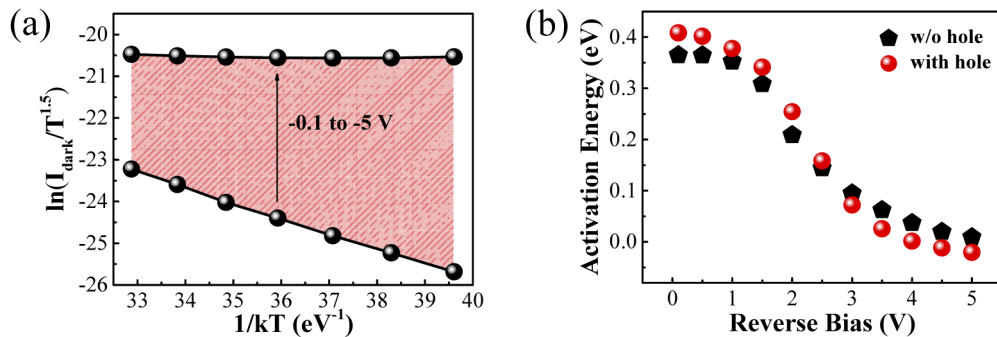 (a)
-20
-21
-22
-23
-24
-25
-26
ln(I_dark/T^1.5)
-0.1 to -5 V
33 34 35 36 37 38 39 40
1/kT (eV^-1)
(b)
0.4
0.3
0.2
0.1
0.0
Activation Energy (eV)
w/o hole
with hole
0 1 2 3 4 5
Reverse Bias (V)